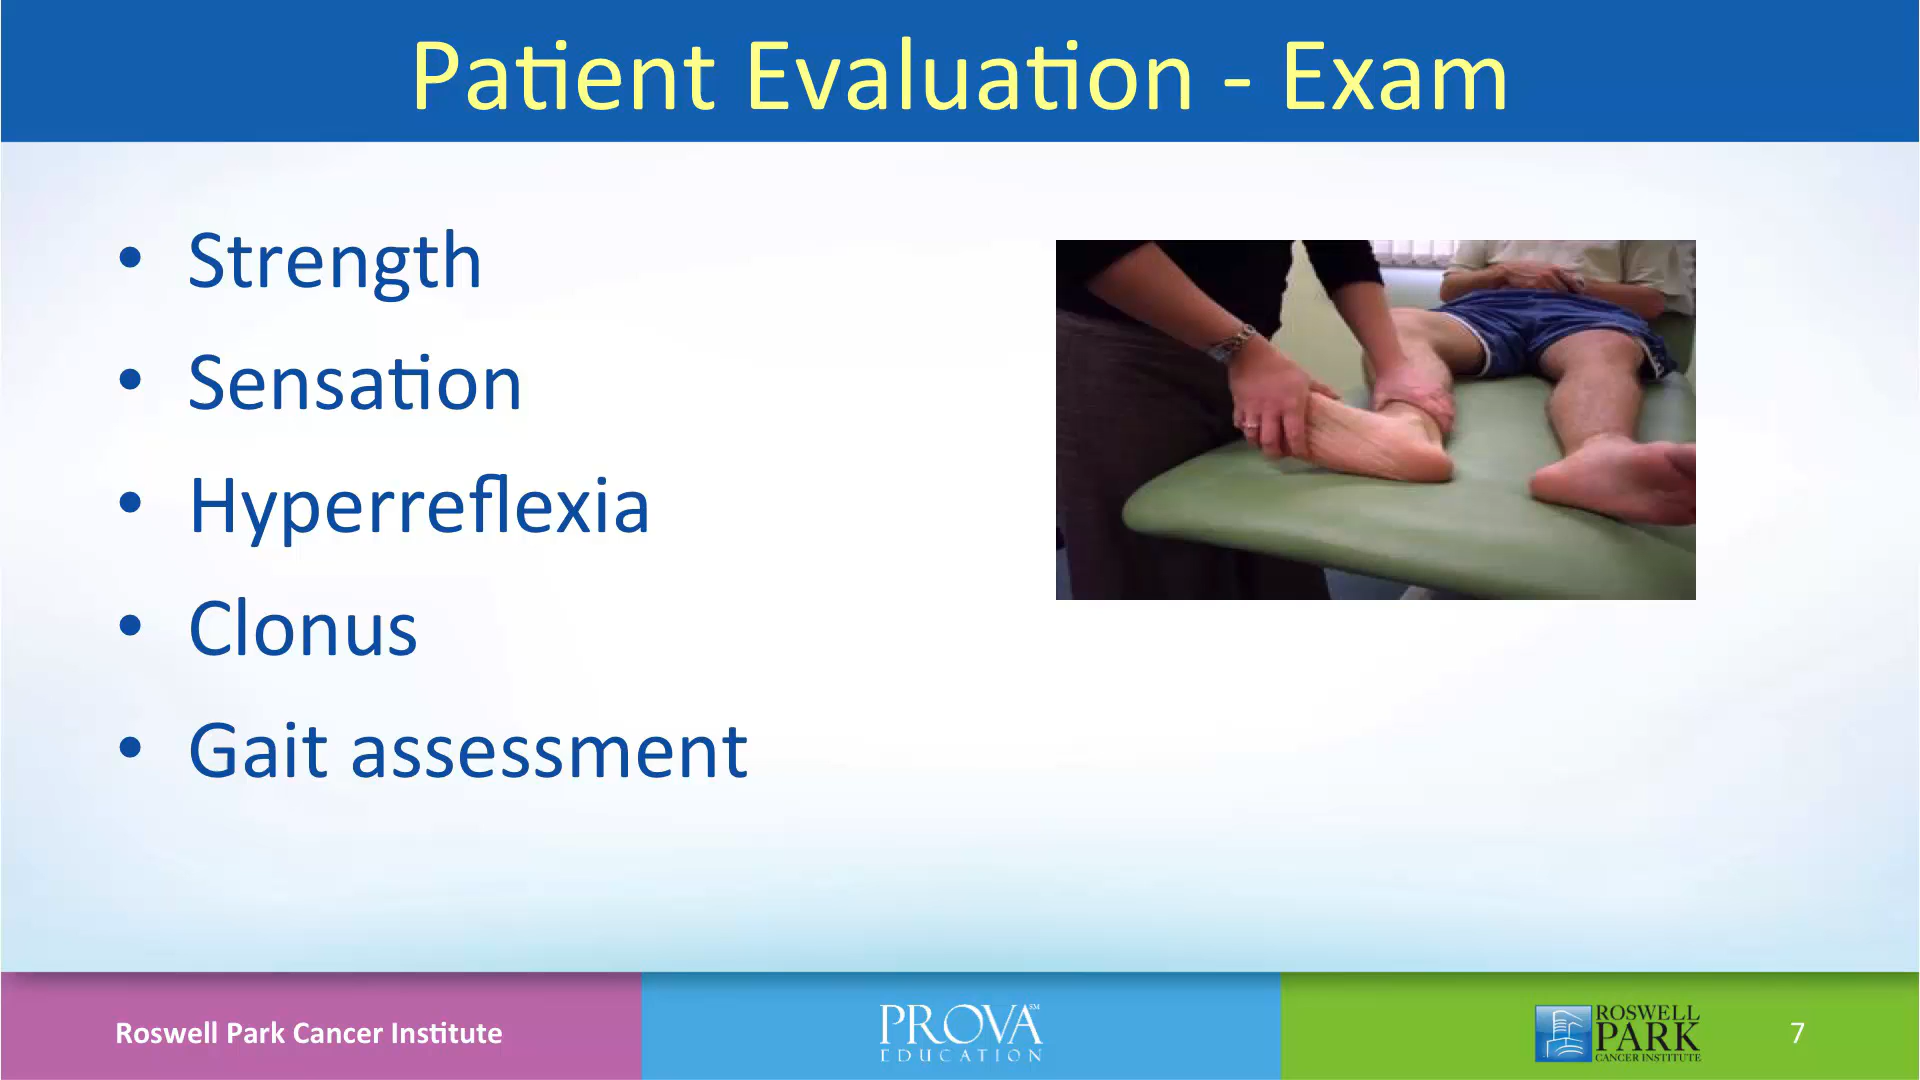 Patient Evaluation - Exam
• Strength
• Sensation
• Hyperreflexia
• Clonus
• Gait assessment
Roswell Park Cancer Institute
PROVA℠
EDUCATION
ROSWELL
PARK
CANCER INSTITUTE
7